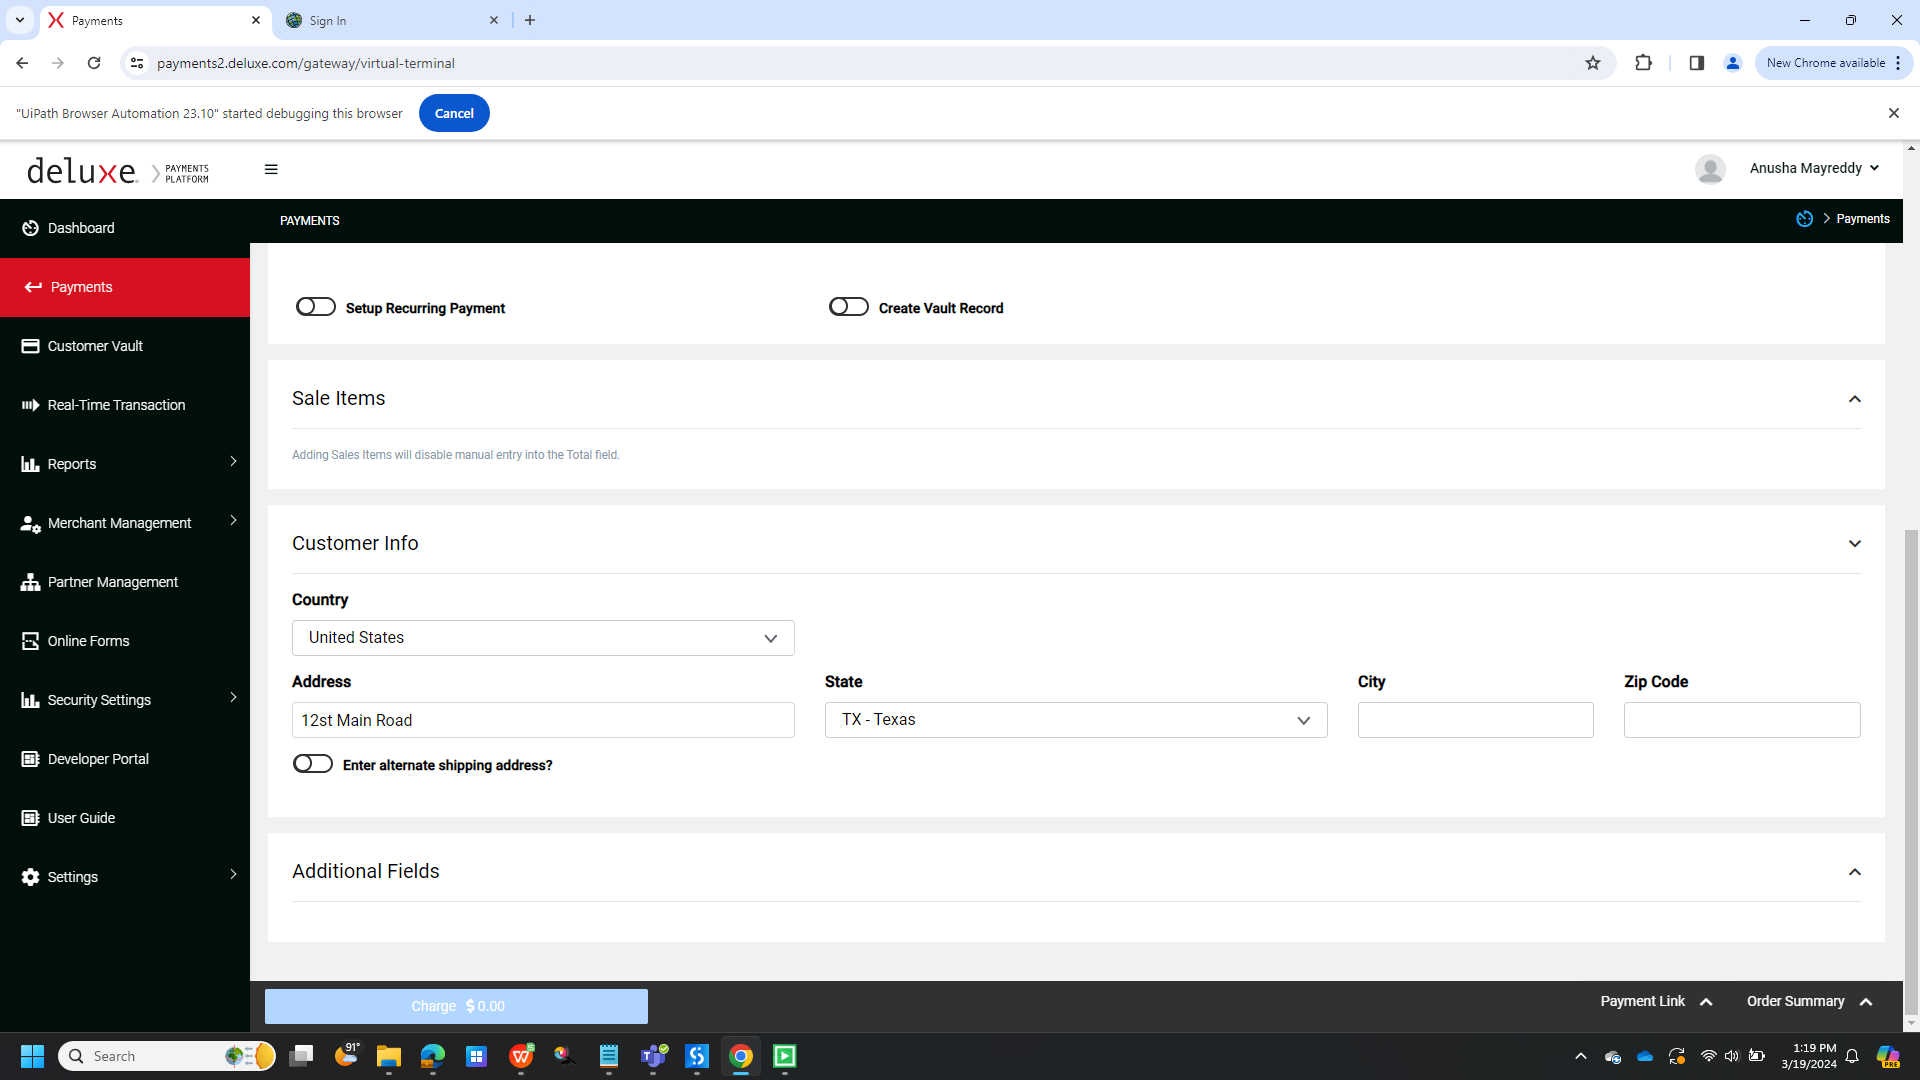 Payments
Sign In
payments2.deluxe.com/gateway/virtual-terminal
New Chrome available
"UiPath Browser Automation 23.10" started debugging this browser
Cancel
deluxe.
PAYMENTS
PLATFORM
Anusha Mayreddy
Dashboard
PAYMENTS
Payments
Payments
Customer Vault
Real-Time Transaction
Reports
Merchant Management
Partner Management
Online Forms
Security Settings
Developer Portal
User Guide
Settings
Setup Recurring Payment
Create Vault Record
Sale Items
Adding Sales Items will disable manual entry into the Total field.
Customer Info
Country
United States
Address
State
City
Zip Code
12st Main Road
TX - Texas
Enter alternate shipping address?
Additional Fields
Charge $ 0.00
Payment Link
Order Summary
Search
91°
1:19 PM
3/19/2024
PRE